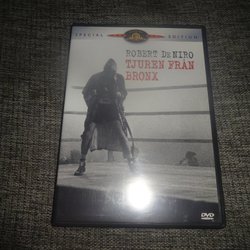 SPECIAL EDITION
ROBERT DE NIRO
TJUREN FRÅN
BRONX
DVD